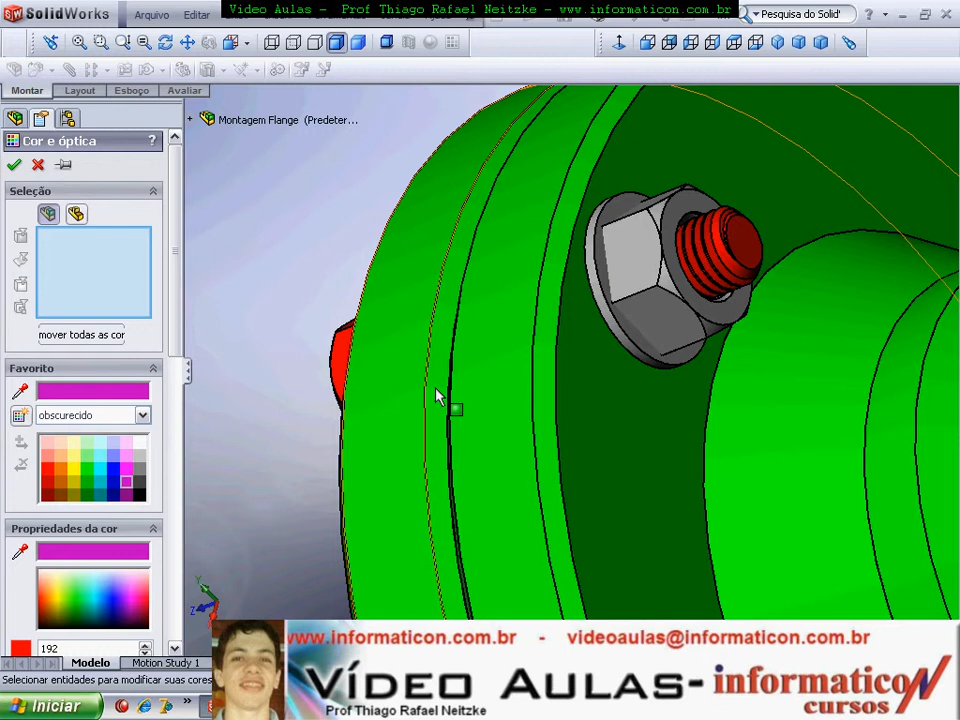 Video Aulas - Prof Thiago Rafael Neitzke - www.informaticon.com.br
SolidWorks
Arquivo
Editar
Pesquisa do Solid'
Montar
Layout
Esboço
Avaliar
Cor e óptica
?
Montagem Flange (Predeter...
Seleção
mover todas as cor
Favorito
obscurecido
Propriedades da cor
192
Y
Z
Modelo
Motion Study 1
Selecionar entidades para modificar suas cores
Iniciar
www.informaticon.com.br - videoaulas@informaticon.com.br
Vídeo Aulas- informaticon
cursos
Prof Thiago Rafael Neitzke